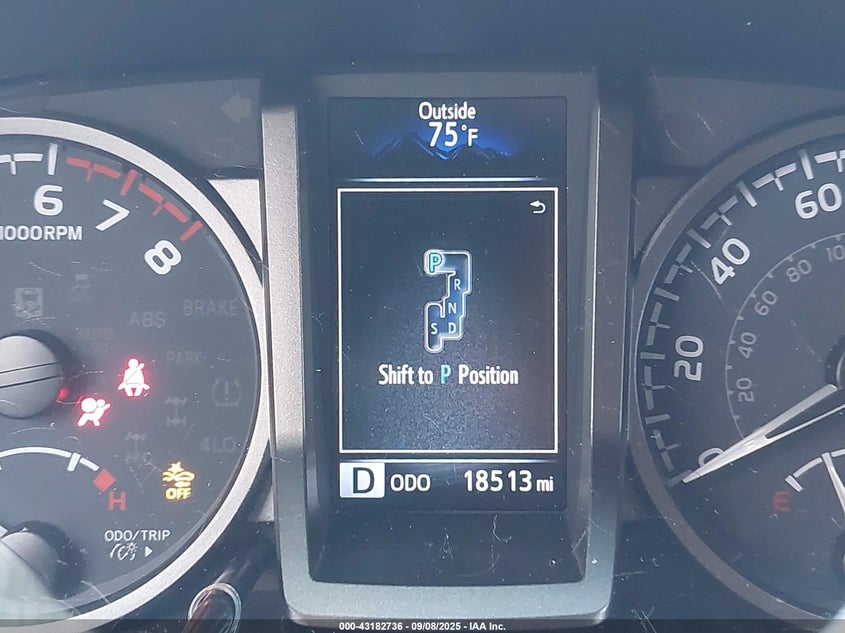 Outside
75°F
6
7
8
1000RPM
BRAKE
ABS
PARK
4LO
OFF
H
ODO/TRIP
P
R
N
S D
Shift to P Position
D ODO 18513 mi
60
40
20
0
80
60
40
20
E
000-43182736 - 09/08/2025 - IAA Inc.